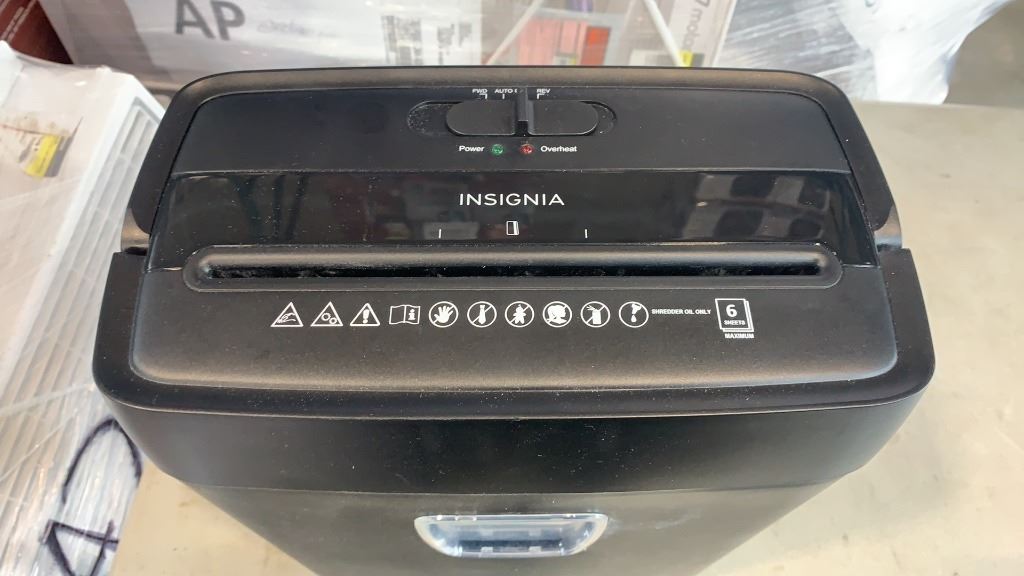 AP
FWD AUTO REV
Power Overheat
INSIGNIA
SHREDDER OIL ONLY
6
SHEETS
MAXIMUM